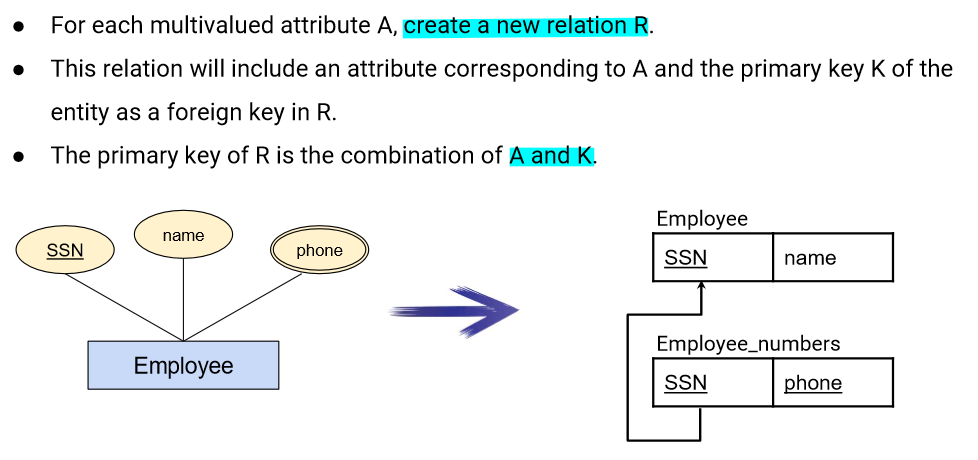 ● For each multivalued attribute A, create a new relation R.
● This relation will include an attribute corresponding to A and the primary key K of the
entity as a foreign key in R.
● The primary key of R is the combination of A and K.
SSN
name
phone
Employee
Employee
SSN
name
Employee_numbers
SSN
phone